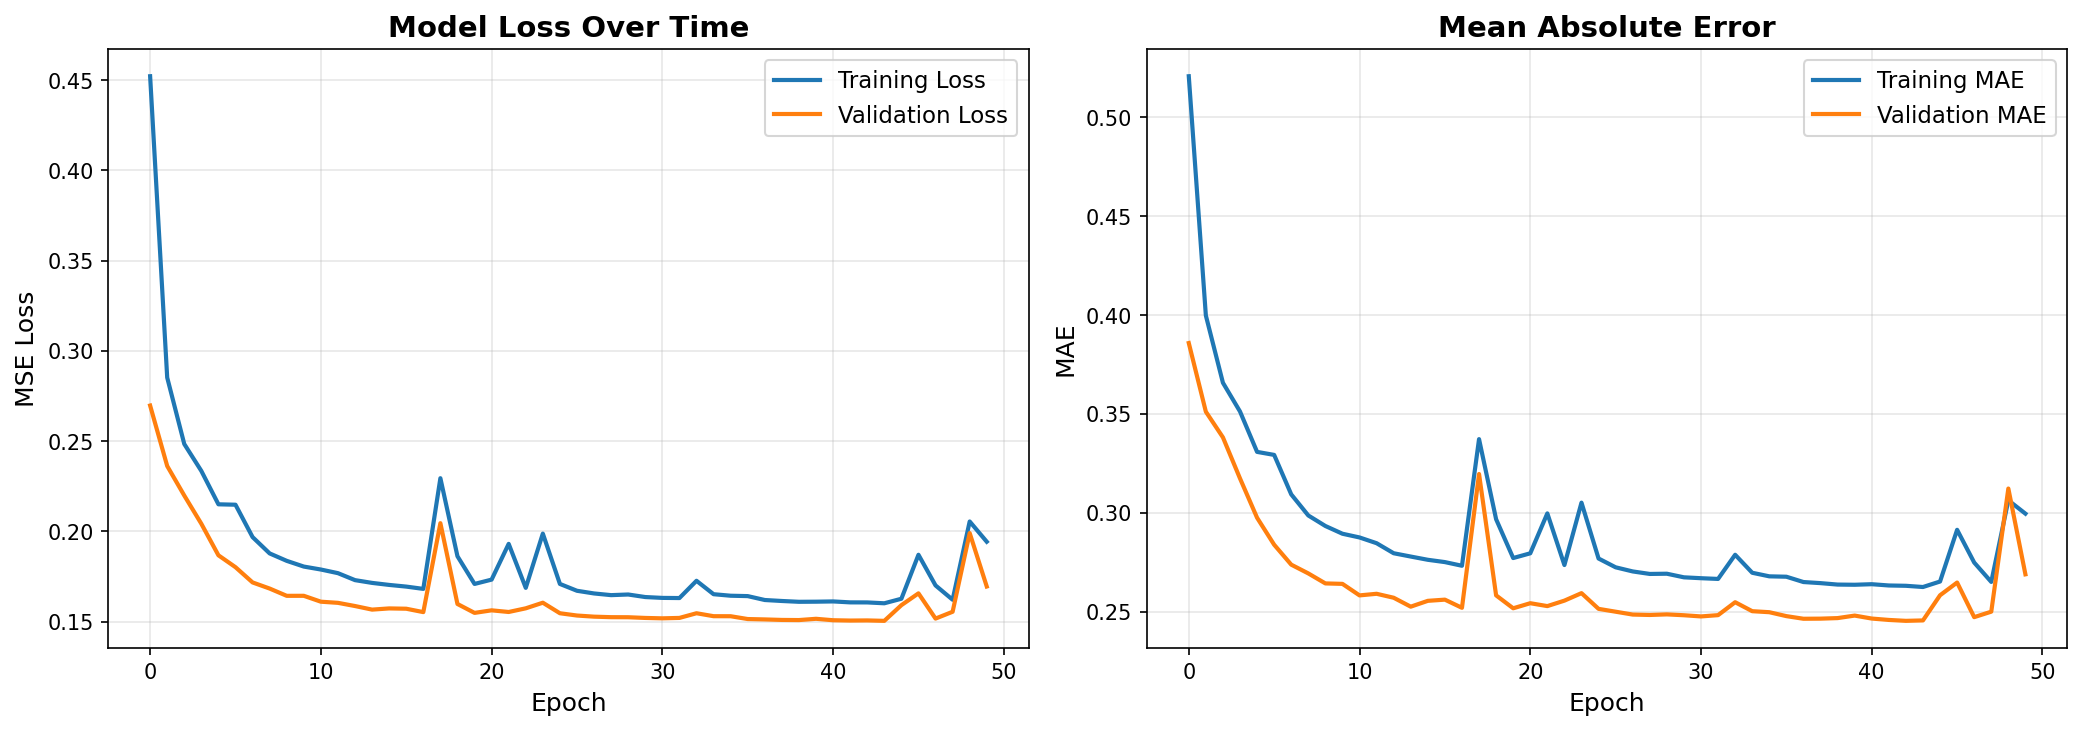 Model Loss Over Time
MSE Loss
0.45
0.40
0.35
0.30
0.25
0.20
0.15
Training Loss
Validation Loss
0 10 20 30 40 50
Epoch
Mean Absolute Error
MAE
0.50
0.45
0.40
0.35
0.30
0.25
Training MAE
Validation MAE
0 10 20 30 40 50
Epoch